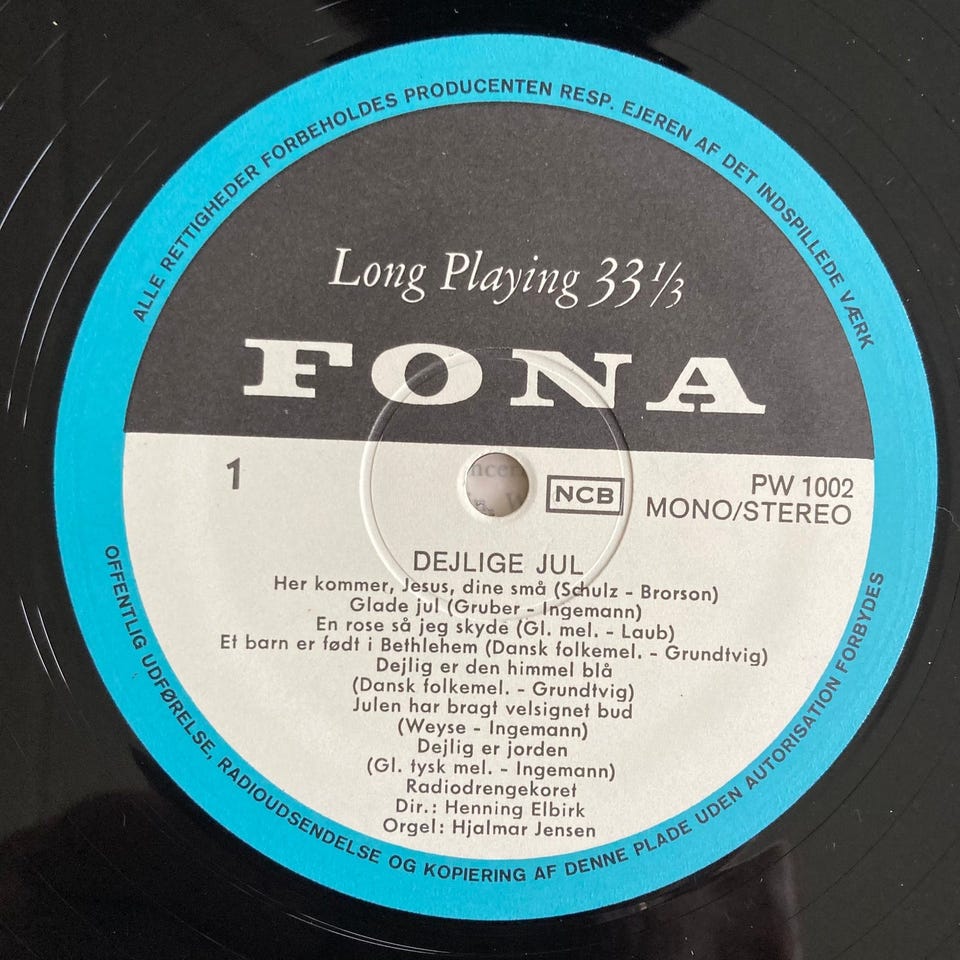 ALLE RETTIGHEDER FORBEHOLDES PRODUCENTEN RESP. EJEREN AF DET INDSPILLEDE VÆRK
Long Playing 33 1/3
FONA
1
NCB
PW 1002
MONO/STEREO
DEJLIGE JUL
Her kommer, Jesus, dine små (Schulz - Brorson)
Glade jul (Gruber - Ingemann)
En rose så jeg skyde (Gl. mel. - Laub)
Et barn er født i Bethlehem (Dansk folkemel. - Grundtvig)
Dejlig er den himmel blå
(Dansk folkemel. - Grundtvig)
Julen har bragt velsignet bud
(Weyse - Ingemann)
Dejlig er jorden
(Gl. tysk mel. - Ingemann)
Radiodrengekoret
Dir.: Henning Elbirk
Orgel: Hjalmar Jensen
OFFENTLIG UDFØRELSE, RADIOUDSENDELSE OG KOPIERING AF DENNE PLADE UDEN AUTORISATION FORBYDES